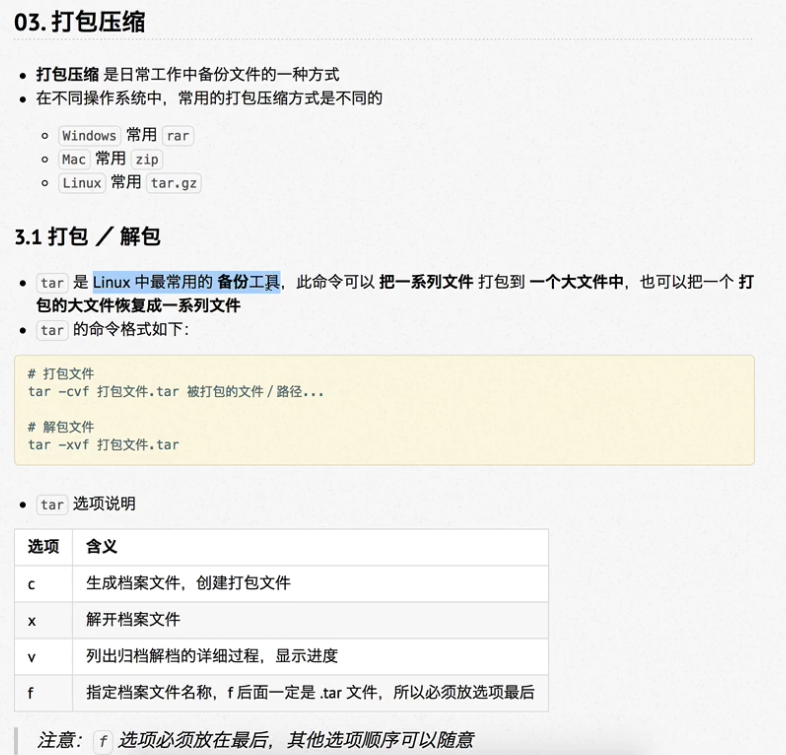 03. 打包压缩
打包压缩 是日常工作中备份文件的一种方式
在不同操作系统中，常用的打包压缩方式是不同的
Windows 常用 rar
Mac 常用 zip
Linux 常用 tar.gz
3.1 打包 ／ 解包
tar 是 Linux 中最常用的 备份工具，此命令可以 把一系列文件 打包到 一个大文件中，也可以把一个 打
包的大文件恢复成一系列文件
tar 的命令格式如下：
# 打包文件
tar -cvf 打包文件.tar 被打包的文件／路径...
# 解包文件
tar -xvf 打包文件.tar
tar 选项说明
选项 含义
c 生成档案文件，创建打包文件
x 解开档案文件
v 列出归档解档的详细过程，显示进度
f 指定档案文件名称，f 后面一定是 .tar 文件，所以必须放选项最后
注意： f 选项必须放在最后，其他选项顺序可以随意